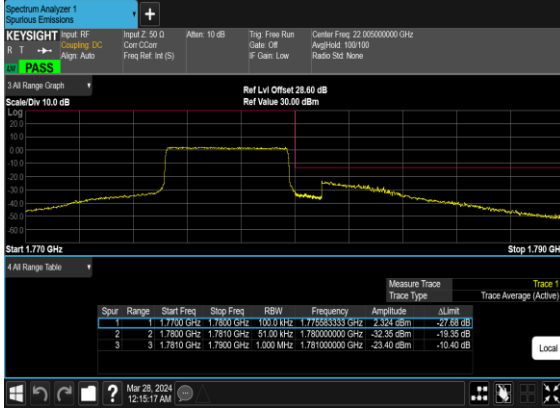 Spectrum Analyzer 1
Spurious Emissions
+
KEYSIGHT Input: RF Input Z: 50 Ω Atten: 10 dB Trig: Free Run Center Freq: 22.005000000 GHz
R T Coupling: DC Corr CCorr Gate: Off Avg|Hold: 100/100
Align: Auto Freq Ref: Int (S) IF Gain: Low Radio Std: None
PASS
3 All Range Graph
Ref Lvl Offset 28.60 dB
Scale/Div 10.0 dB Ref Value 30.00 dBm
Log
20.0
10.0
0.00
-10.0
-20.0
-30.0
-40.0
-50.0
-60.0
Start 1.770 GHz Stop 1.790 GH
4 All Range Table
Measure Trace Trace 1
Trace Type Trace Average (Active)
Spur Range Start Freq Stop Freq RBW Frequency Amplitude ΔLimit
1 1 1.7700 GHz 1.7800 GHz 100.0 kHz 1.775583333 GHz 2.324 dBm -27.68 dB
2 2 1.7800 GHz 1.7810 GHz 51.00 kHz 1.780000000 GHz -32.35 dBm -19.35 dB
3 3 1.7810 GHz 1.7900 GHz 1.000 MHz 1.781000000 GHz -23.40 dBm -10.40 dB
Local
? Mar 28, 2024
12:15:17 AM